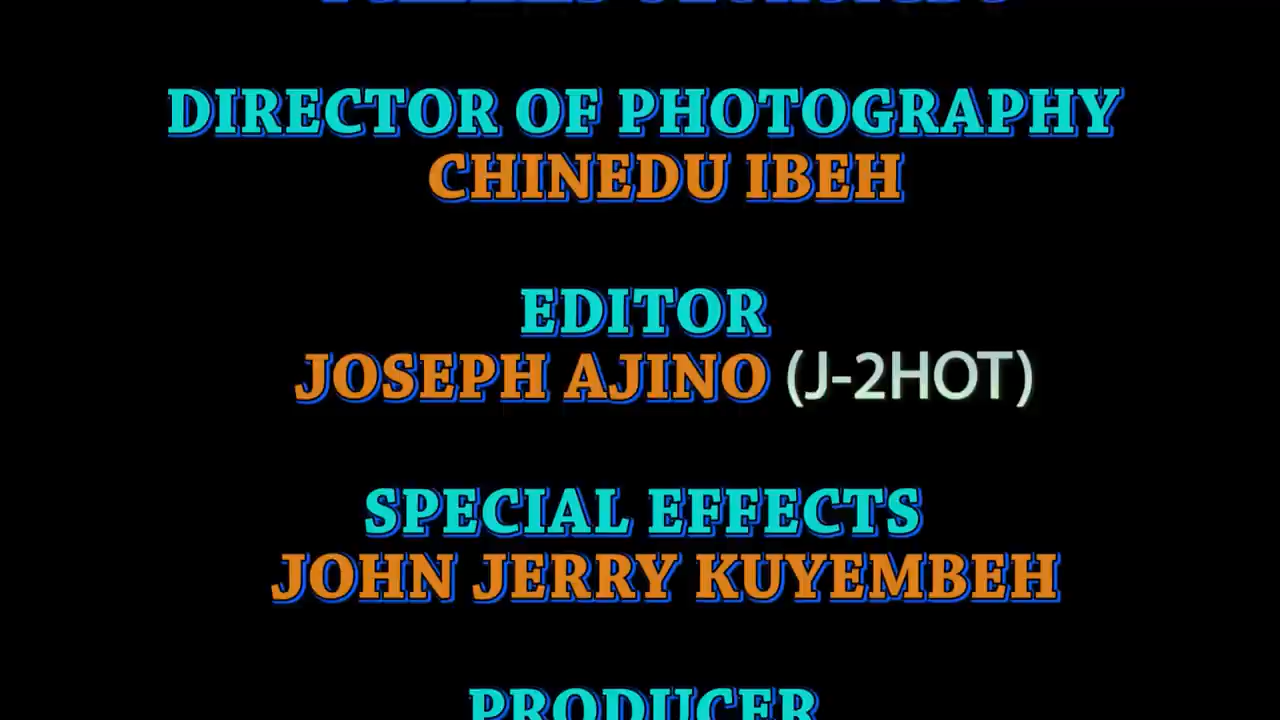 DIRECTOR OF PHOTOGRAPHY
CHINEDU IBEH
EDITOR
JOSEPH AJINO (J-2HOT)
SPECIAL EFFECTS
JOHN JERRY KUYEMBEH
PRODUCER